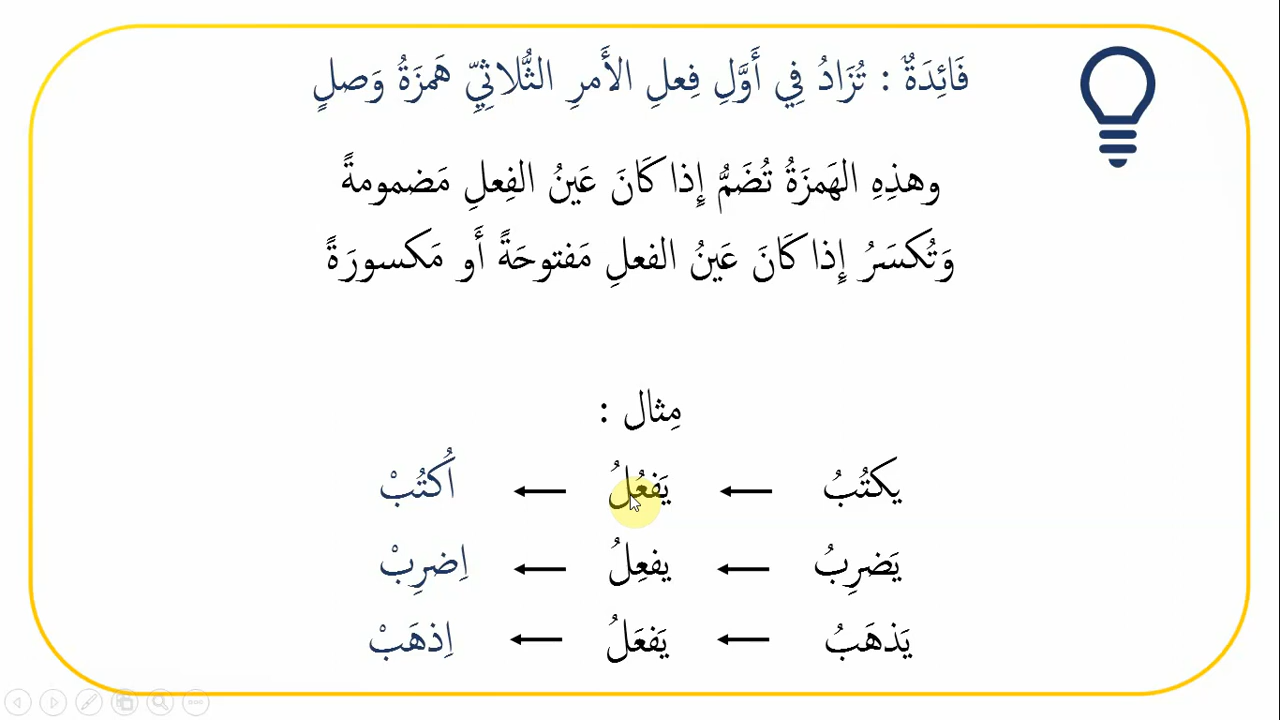 فَائِدَةٌ : تُزَادُ فِي أَوَّلِ فِعلِ الأَمرِ الثُّلاثِيِّ هَمزَةُ وَصلٍ
وهذِهِ الهَمزَةُ تُضَمُّ إِذا كَانَ عَينُ الفِعلِ مَضمومةً
وَتُكسَرُ إِذا كَانَ عَينُ الفعلِ مَفتوحَةً أَو مَكسورَةً
مِثال :
يكتُبُ ← يَفعُلُ ← اُكتُبْ
يَضرِبُ ← يفعِلُ ← اِضرِبْ
يَذهَبُ ← يَفعَلُ ← اِذهَبْ